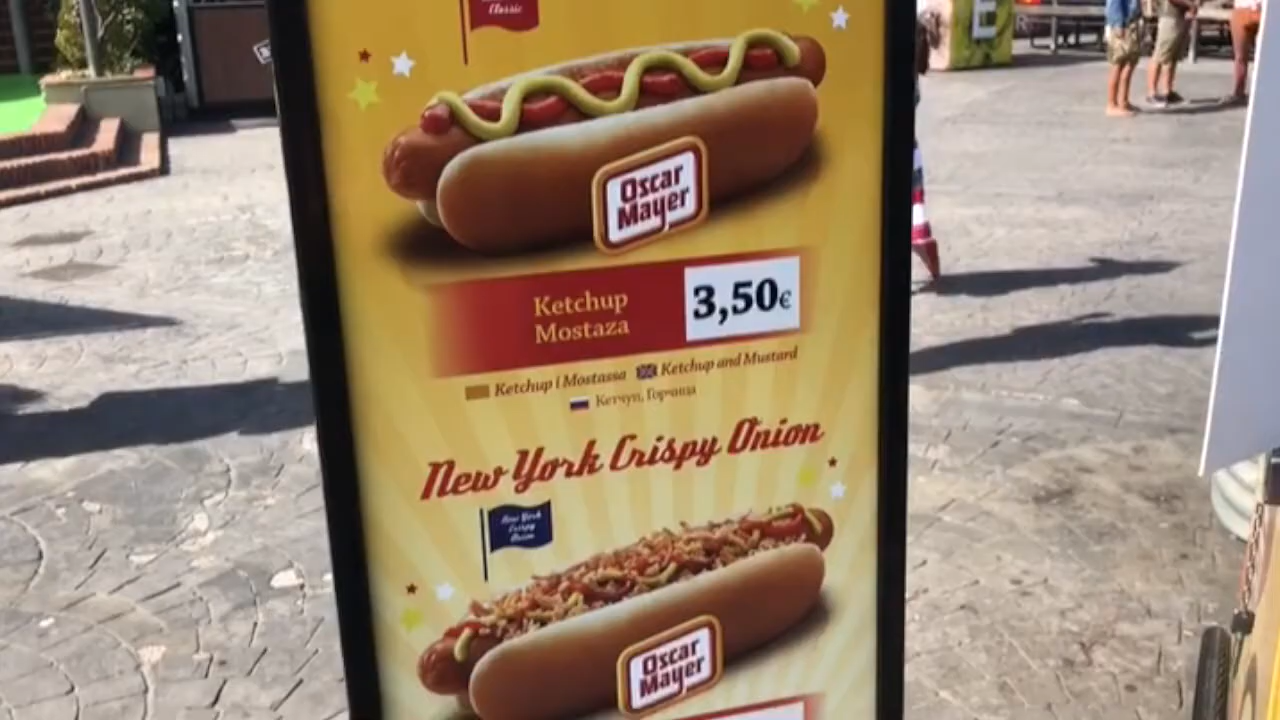 Classic
Oscar
Mayer
Ketchup
Mostaza
3,50€
Ketchup i Mostassa
Ketchup and Mustard
Кетчуп, Горчица
New York Crispy Onion
New York
Crispy
Onion
Oscar
Mayer
E